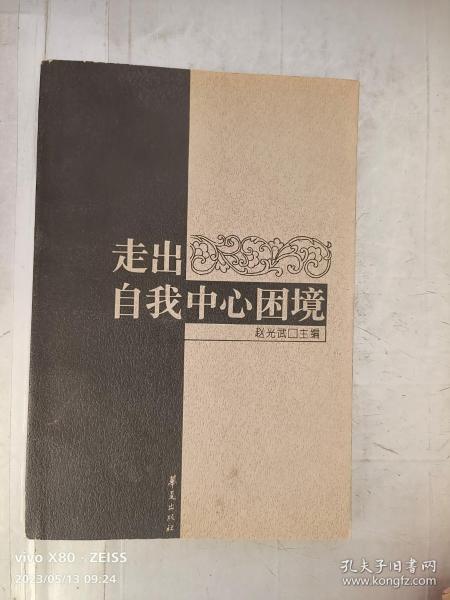 走出
自我中心困境
赵光武□主编
华夏出版社
vivo X80 · ZEISS
2023/05/13 09:24
孔夫子旧书网
www.kongfz.com